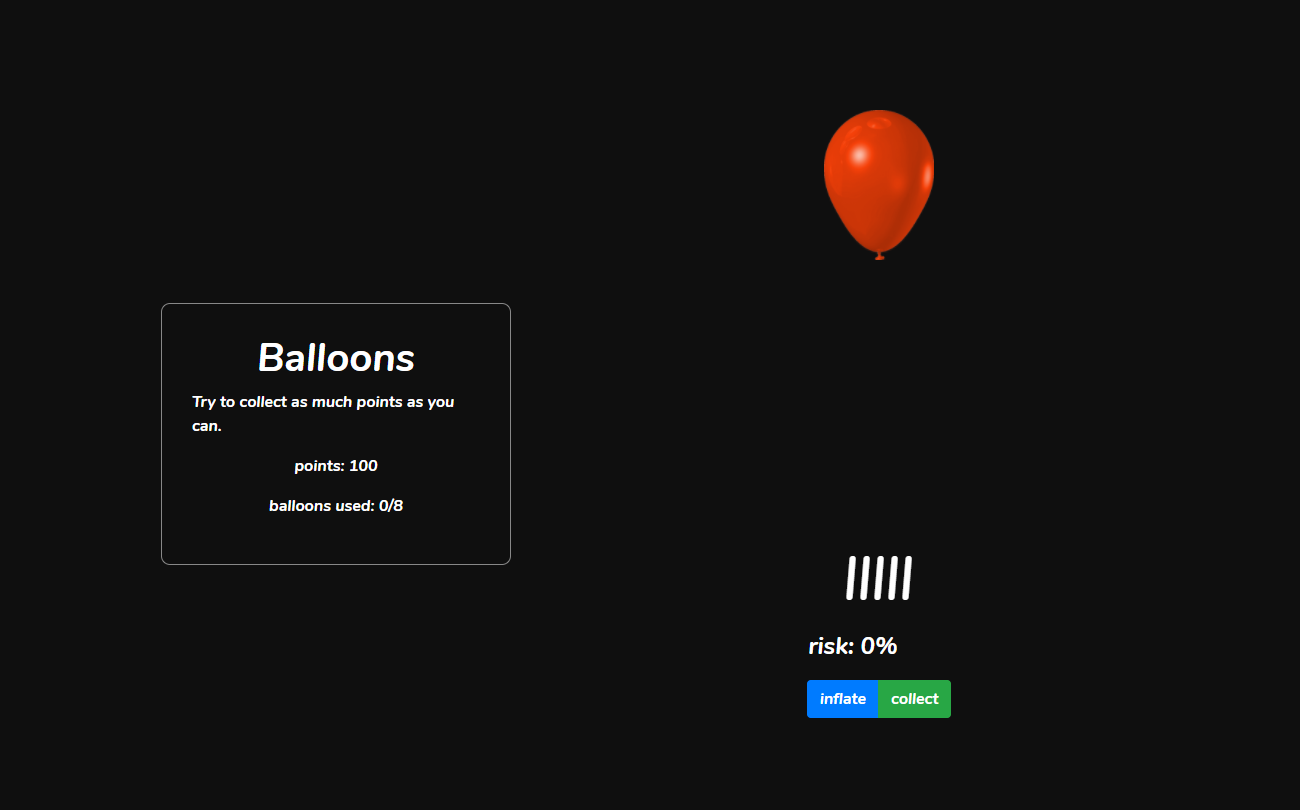 Balloons
Try to collect as much points as you
can.
points: 100
balloons used: 0/8
|||||
risk: 0%
inflate
collect